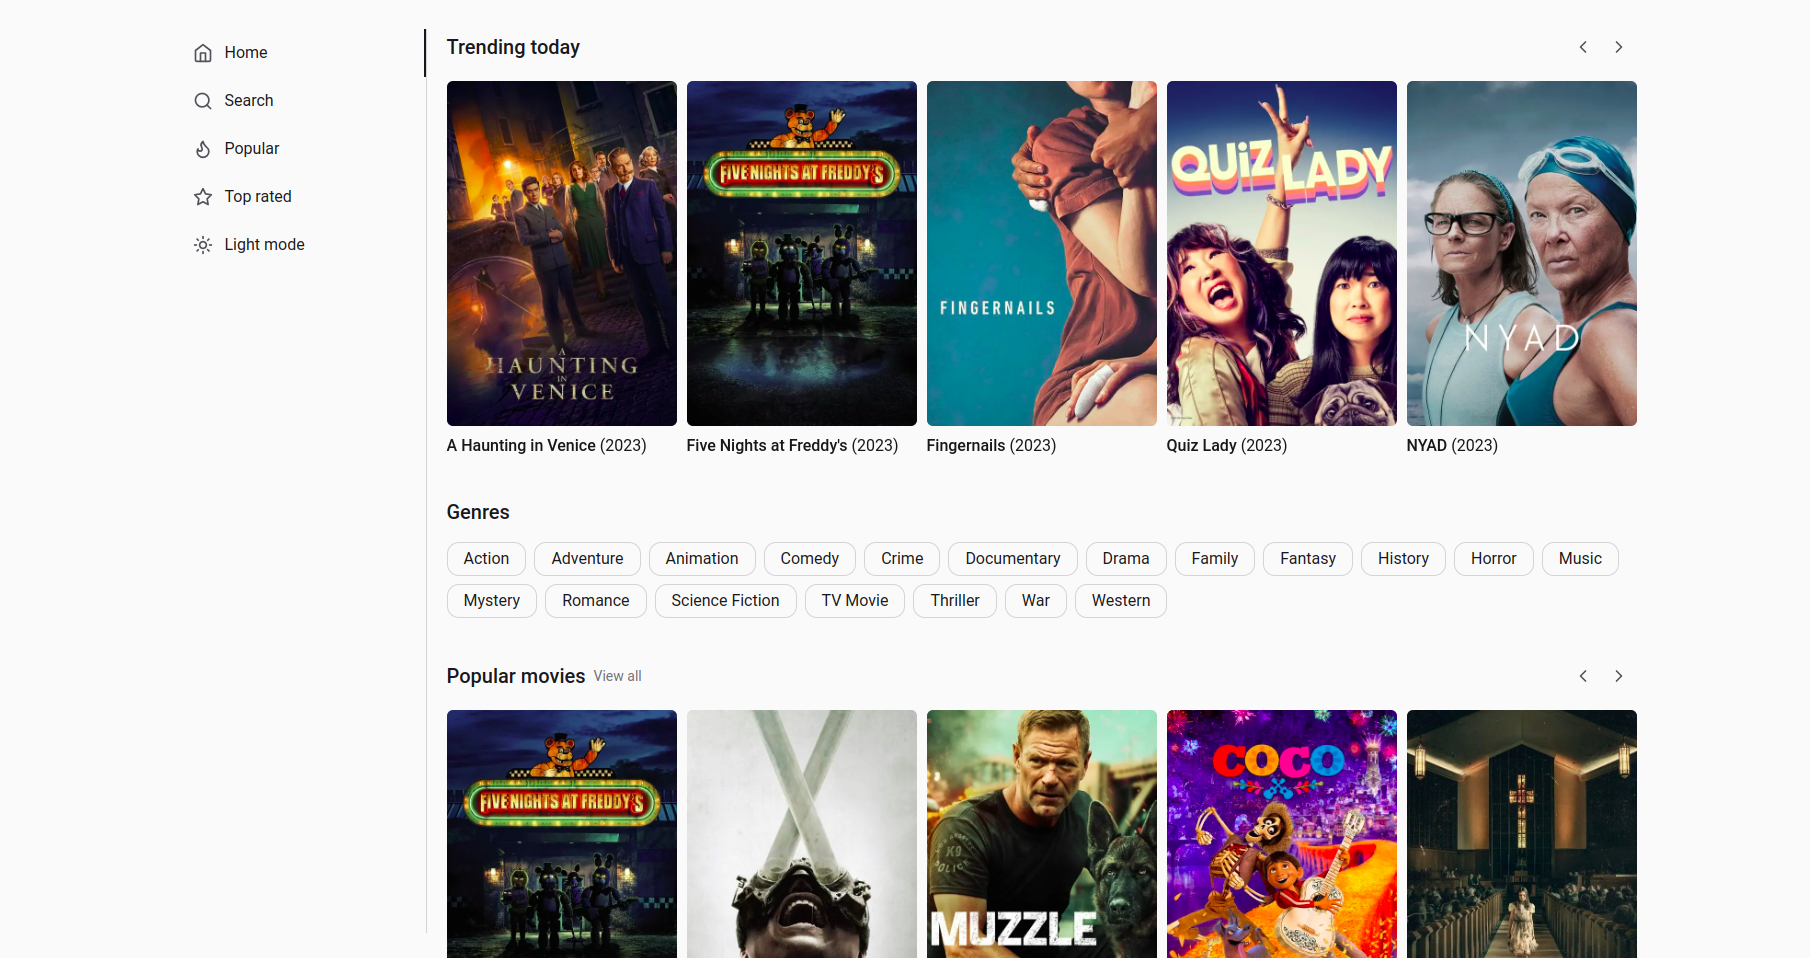 Home
Search
Popular
Top rated
Light mode
Trending today
A
HAUNTING
IN
VENICE
FIVE NIGHTS AT FREDDY'S
FINGERNAILS
QUiZ
LADY
NYAD
A Haunting in Venice (2023)
Five Nights at Freddy's (2023)
Fingernails (2023)
Quiz Lady (2023)
NYAD (2023)
Genres
Action
Adventure
Animation
Comedy
Crime
Documentary
Drama
Family
Fantasy
History
Horror
Music
Mystery
Romance
Science Fiction
TV Movie
Thriller
War
Western
Popular movies View all
FIVE NIGHTS AT FREDDY'S
K9
MUZZLE
COCO